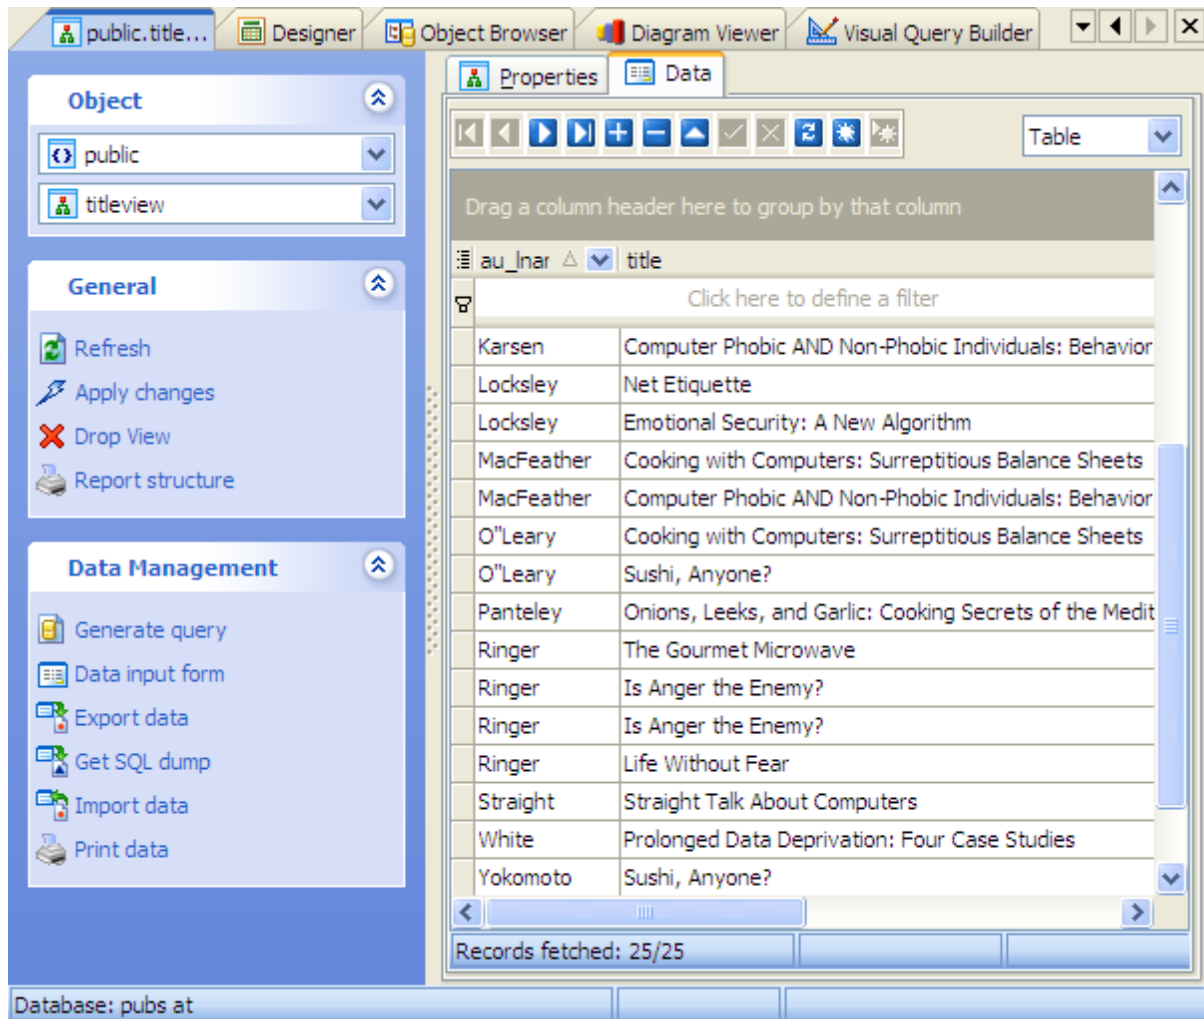 public.title... Designer Object Browser Diagram Viewer Visual Query Builder
Object
public
titleview
General
Refresh
Apply changes
Drop View
Report structure
Data Management
Generate query
Data input form
Export data
Get SQL dump
Import data
Print data
Properties Data
Table
Drag a column header here to group by that column
au_lnar title
Click here to define a filter
Karsen Computer Phobic AND Non-Phobic Individuals: Behavior
Locksley Net Etiquette
Locksley Emotional Security: A New Algorithm
MacFeather Cooking with Computers: Surreptitious Balance Sheets
MacFeather Computer Phobic AND Non-Phobic Individuals: Behavior
O"Leary Cooking with Computers: Surreptitious Balance Sheets
O"Leary Sushi, Anyone?
Panteley Onions, Leeks, and Garlic: Cooking Secrets of the Medit
Ringer The Gourmet Microwave
Ringer Is Anger the Enemy?
Ringer Is Anger the Enemy?
Ringer Life Without Fear
Straight Straight Talk About Computers
White Prolonged Data Deprivation: Four Case Studies
Yokomoto Sushi, Anyone?
Records fetched: 25/25
Database: pubs at